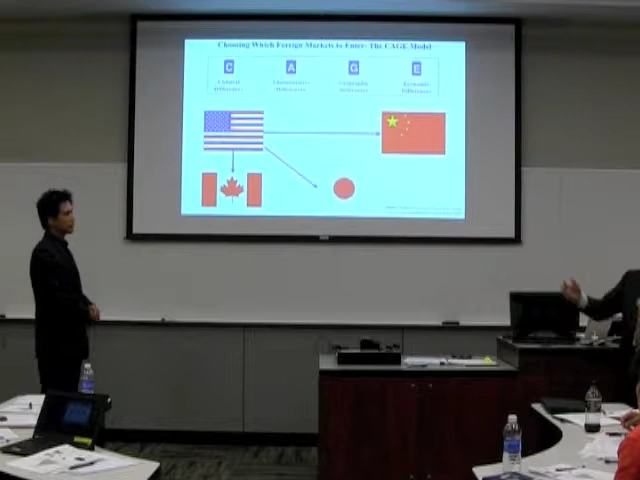 Choosing Which Foreign Markets to Enter: The CAGE Model
C A G E
Cultural Administrative Geographic Economic
Differences Differences Differences Differences